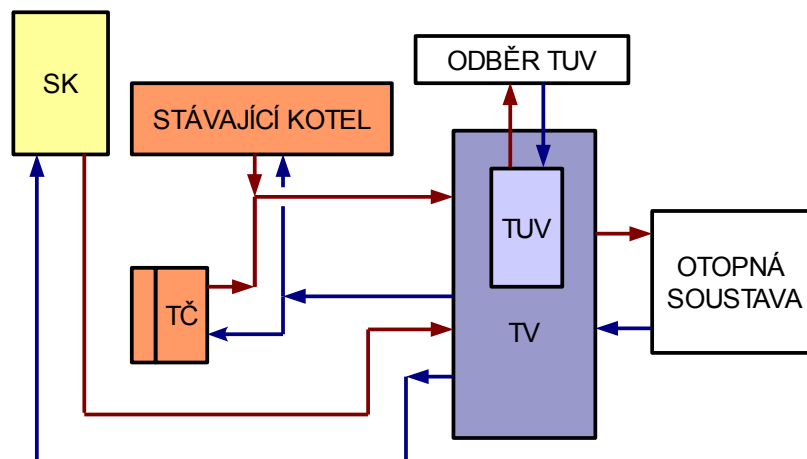 SK
ODBĚR TUV
STÁVAJÍCÍ KOTEL
TUV
OTOPNÁ
SOUSTAVA
TČ
TV